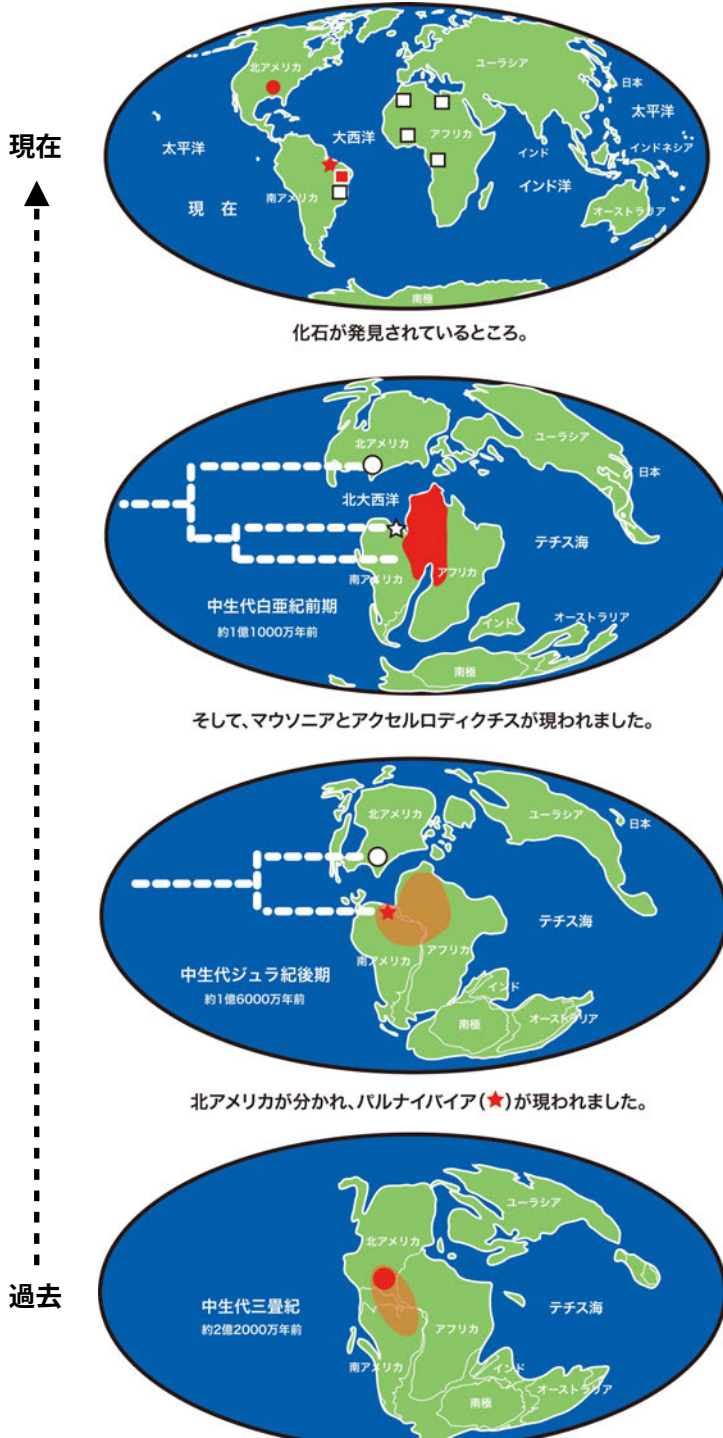 現在
過去
北アメリカ
ユーラシア
日本
太平洋
大西洋
太平洋
アフリカ
インド
インドネシア
インド洋
南アメリカ
現 在
オーストラリア
南極
化石が発見されているところ。
北アメリカ
ユーラシア
日本
北大西洋
テチス海
南アメリカ
アフリカ
中生代白亜紀前期
約1億1000万年前
インド
オーストラリア
南極
そして、マウソニアとアクセルロディクチスが現われました。
北アメリカ
ユーラシア
日本
テチス海
南アメリカ
アフリカ
中生代ジュラ紀後期
約1億6000万年前
インド
オーストラリア
南極
北アメリカが分かれ、パルナイバイア(★)が現われました。
ユーラシア
北アメリカ
中生代三畳紀
約2億2000万年前
テチス海
アフリカ
南アメリカ
インド
オーストラリア
南極